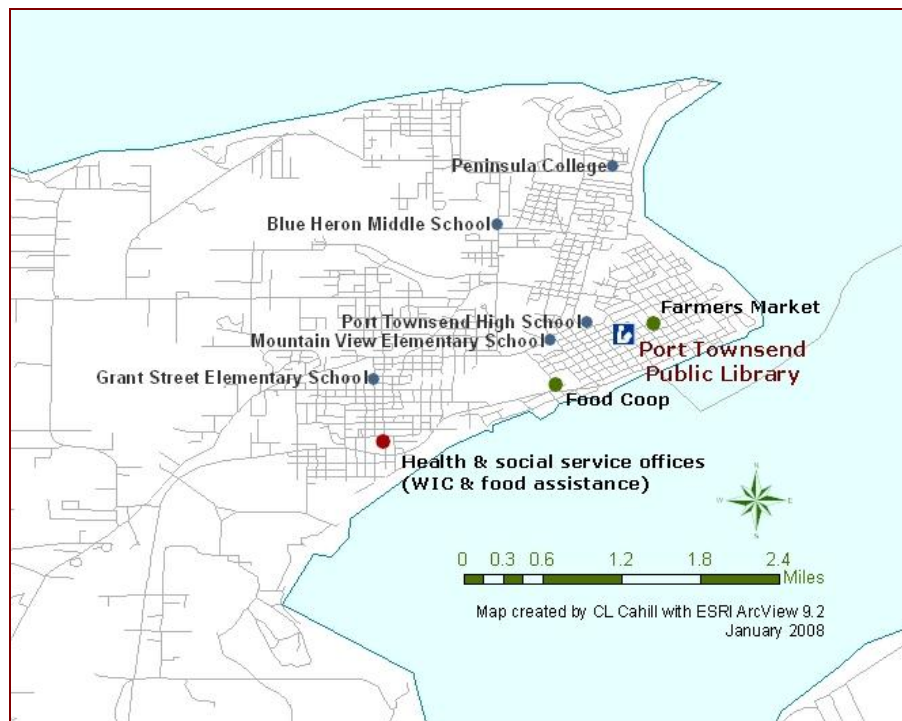 Peninsula College
Blue Heron Middle School
Farmers Market
Port Townsend High School
Mountain View Elementary School
Port Townsend
Public Library
Grant Street Elementary School
Food Coop
Health & social service offices
(WIC & food assistance)
N
W E
S
0 0.3 0.6 1.2 1.8 2.4
Miles
Map created by CL Cahill with ESRI ArcView 9.2
January 2008